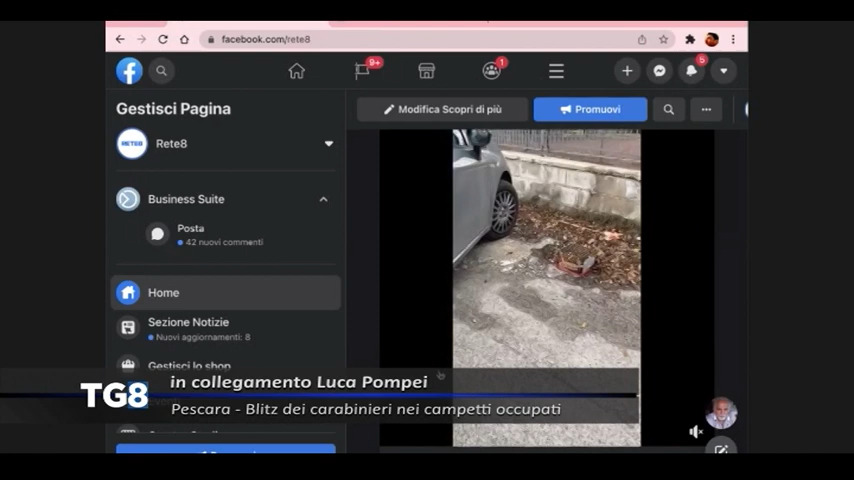 facebook.com/rete8
9+
1
5
Gestisci Pagina
Modifica Scopri di più
Promuovi
METE8
Rete8
Business Suite
Posta
42 nuovi commenti
Home
Sezione Notizie
Nuovi aggiornamenti: 8
Gestisci lo shop
TG8
in collegamento Luca Pompei
Pescara - Blitz dei carabinieri nei campetti occupati